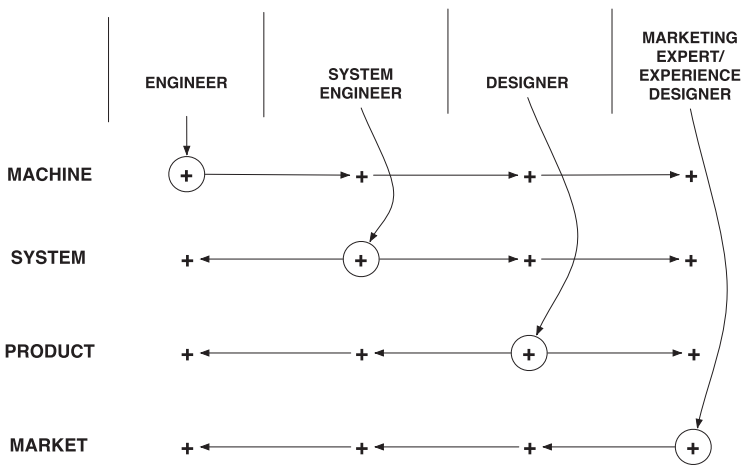 ENGINEER
SYSTEM
ENGINEER
DESIGNER
MARKETING
EXPERT/
EXPERIENCE
DESIGNER
MACHINE
+ + + +
SYSTEM
+ + + +
PRODUCT
+ + + +
MARKET
+ + + +